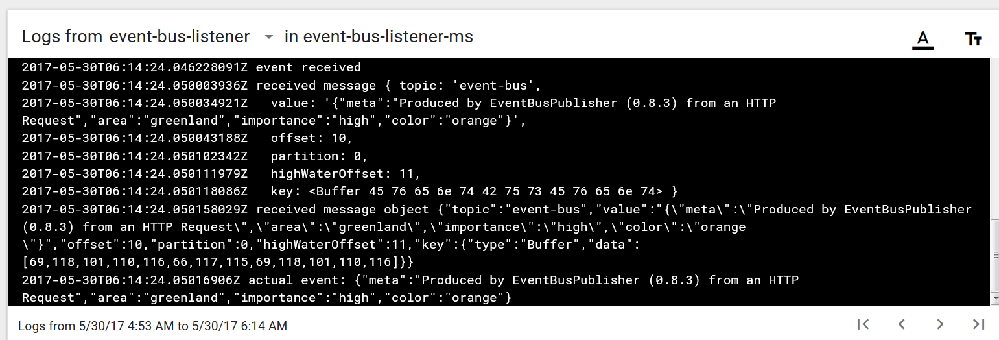 Logs from event-bus-listener in event-bus-listener-ms
A
TT
2017-05-30T06:14:24.046228091Z event received
2017-05-30T06:14:24.050003936Z received message { topic: 'event-bus',
2017-05-30T06:14:24.050034921Z   value: '{"meta":"Produced by EventBusPublisher (0.8.3) from an HTTP
Request","area":"greenland","importance":"high","color":"orange"}',
2017-05-30T06:14:24.050043188Z   offset: 10,
2017-05-30T06:14:24.050102342Z   partition: 0,
2017-05-30T06:14:24.050111979Z   highWaterOffset: 11,
2017-05-30T06:14:24.050118086Z   key: <Buffer 45 76 65 6e 74 42 75 73 45 76 65 6e 74> }
2017-05-30T06:14:24.050158029Z received message object {"topic":"event-bus","value":"{\"meta\":\"Produced by EventBusPublisher
(0.8.3) from an HTTP Request\",\"area\":\"greenland\",\"importance\":\"high\",\"color\":\"orange
\"}","offset":10,"partition":0,"highWaterOffset":11,"key":{"type":"Buffer","data":
[69,118,101,110,116,66,117,115,69,118,101,110,116]}}
2017-05-30T06:14:24.05016906Z actual event: {"meta":"Produced by EventBusPublisher (0.8.3) from an HTTP
Request","area":"greenland","importance":"high","color":"orange"}
Logs from 5/30/17 4:53 AM to 5/30/17 6:14 AM